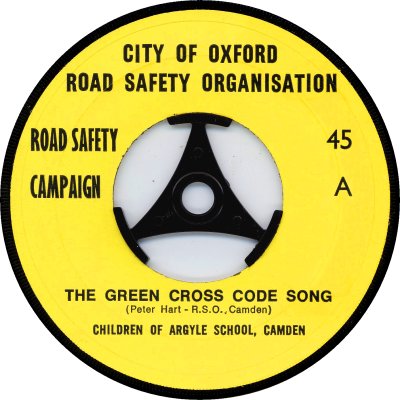 CITY OF OXFORD
ROAD SAFETY ORGANISATION
ROAD SAFETY 45
CAMPAIGN A
THE GREEN CROSS CODE SONG
(Peter Hart - R.S.O., Camden)
CHILDREN OF ARGYLE SCHOOL, CAMDEN